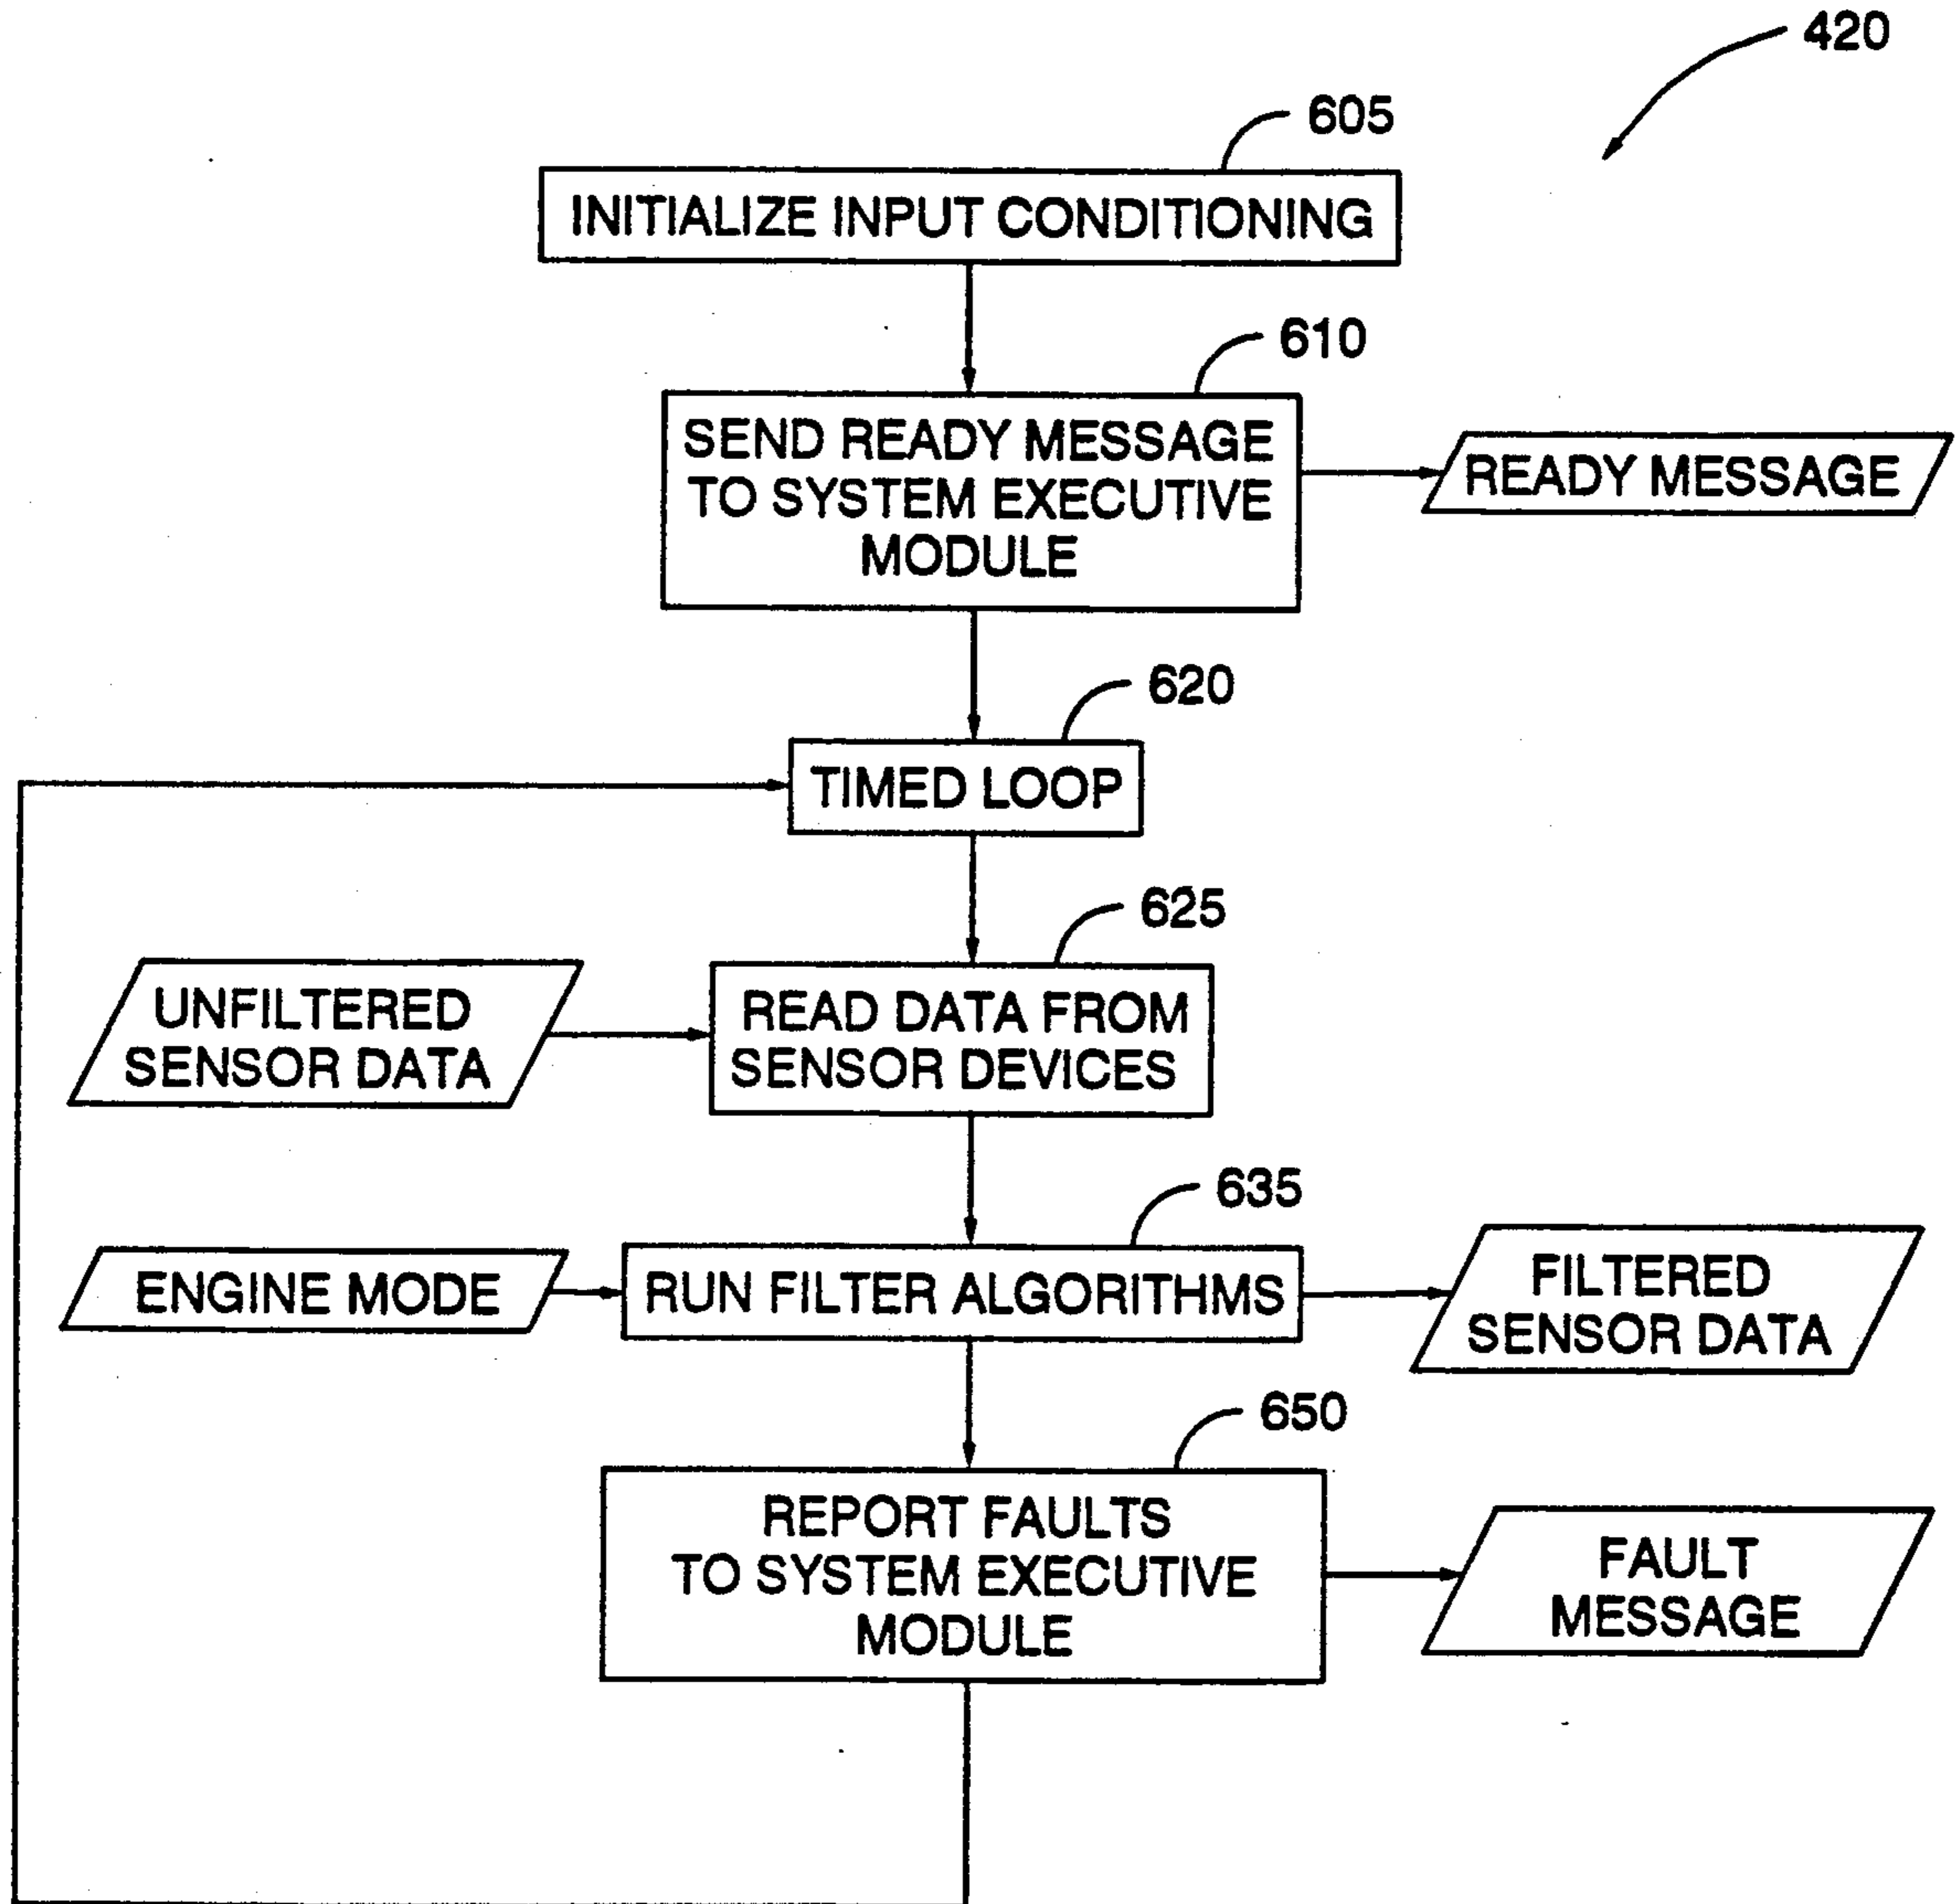 420
605
INITIALIZE INPUT CONDITIONING
610
SEND READY MESSAGE
TO SYSTEM EXECUTIVE
MODULE
READY MESSAGE
620
TIMED LOOP
625
UNFILTERED
SENSOR DATA
READ DATA FROM
SENSOR DEVICES
635
ENGINE MODE
RUN FILTER ALGORITHMS
FILTERED
SENSOR DATA
650
REPORT FAULTS
TO SYSTEM EXECUTIVE
MODULE
FAULT
MESSAGE